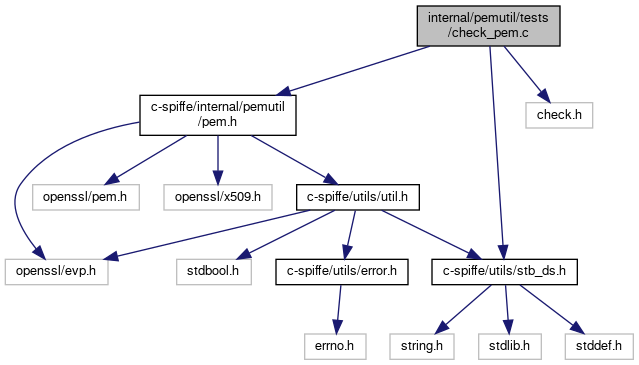 internal/pemutil/tests
/check_pem.c
c-spiffe/internal/pemutil
/pem.h
check.h
openssl/pem.h
openssl/x509.h
c-spiffe/utils/util.h
openssl/evp.h
stdbool.h
c-spiffe/utils/error.h
c-spiffe/utils/stb_ds.h
errno.h
string.h
stdlib.h
stddef.h